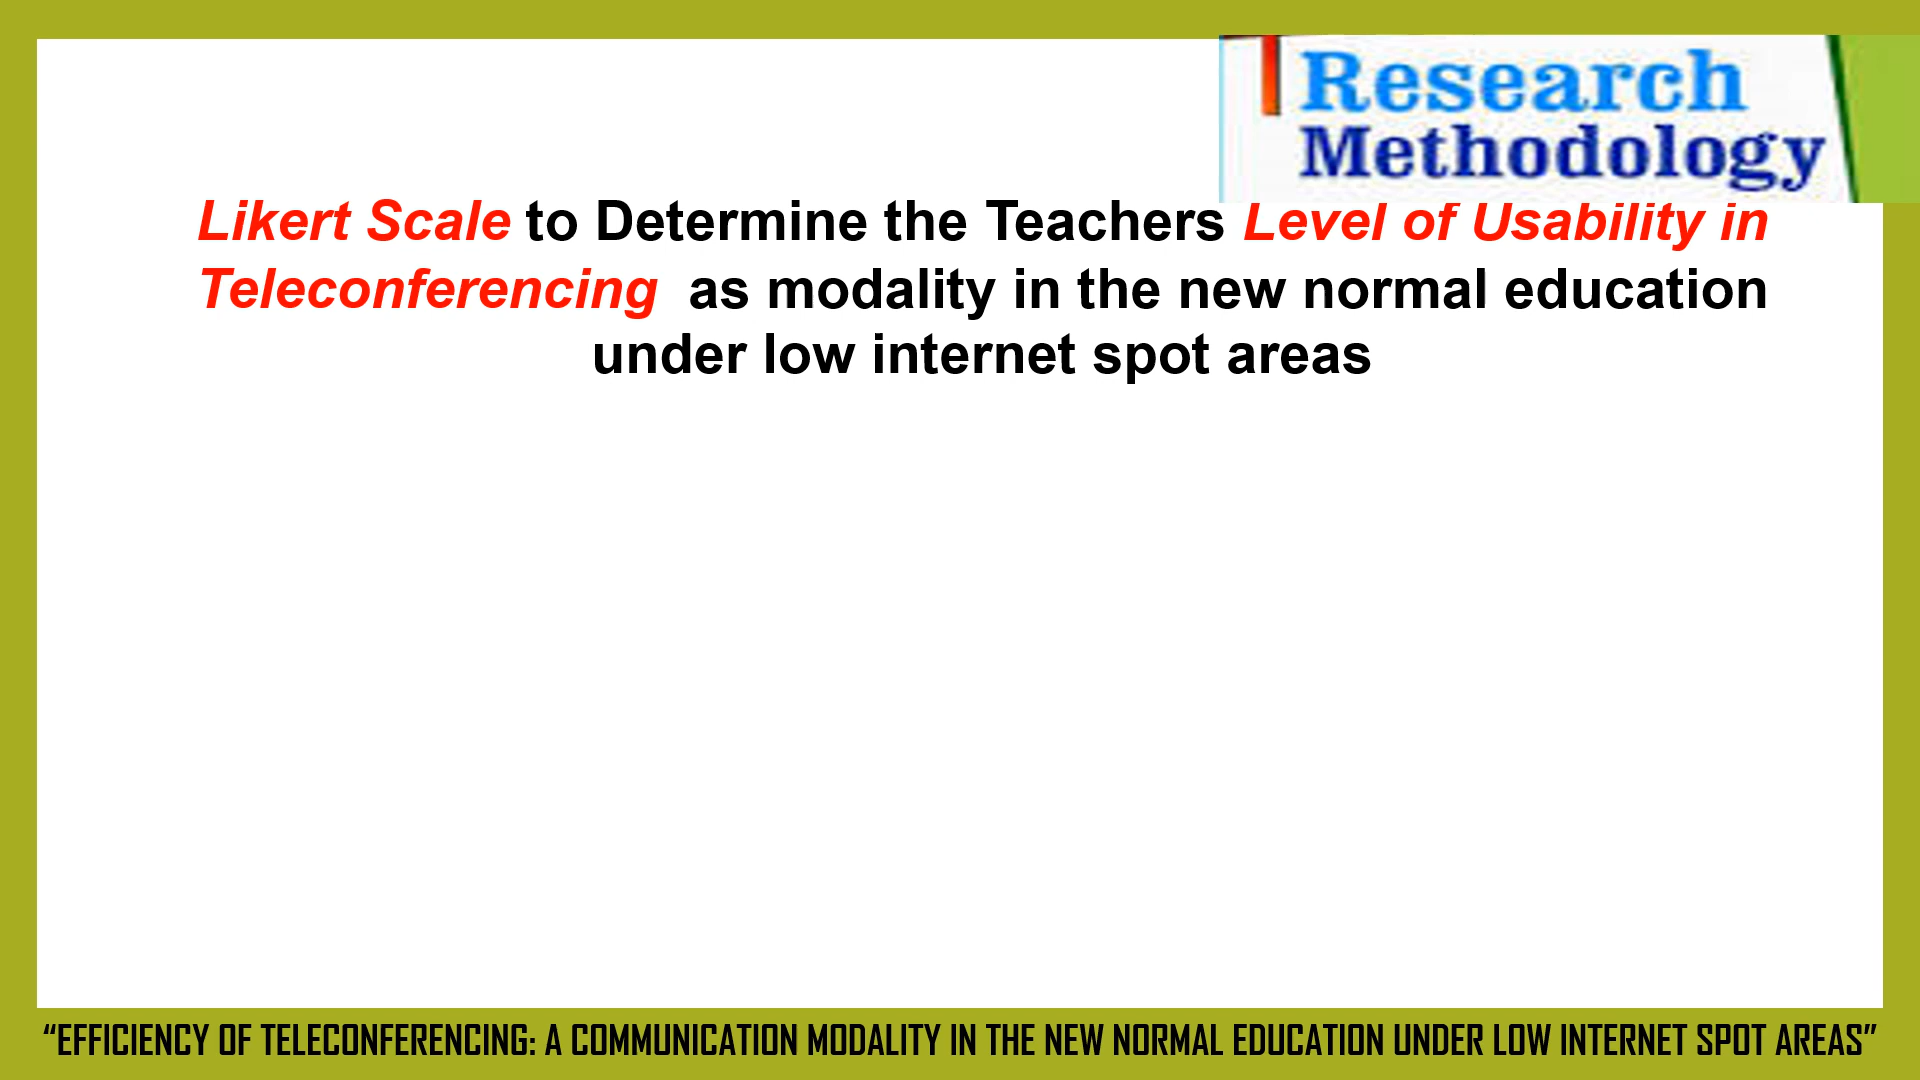 Research
Methodology
Likert Scale to Determine the Teachers Level of Usability in
Teleconferencing as modality in the new normal education
under low internet spot areas
“EFFICIENCY OF TELECONFERENCING: A COMMUNICATION MODALITY IN THE NEW NORMAL EDUCATION UNDER LOW INTERNET SPOT AREAS”